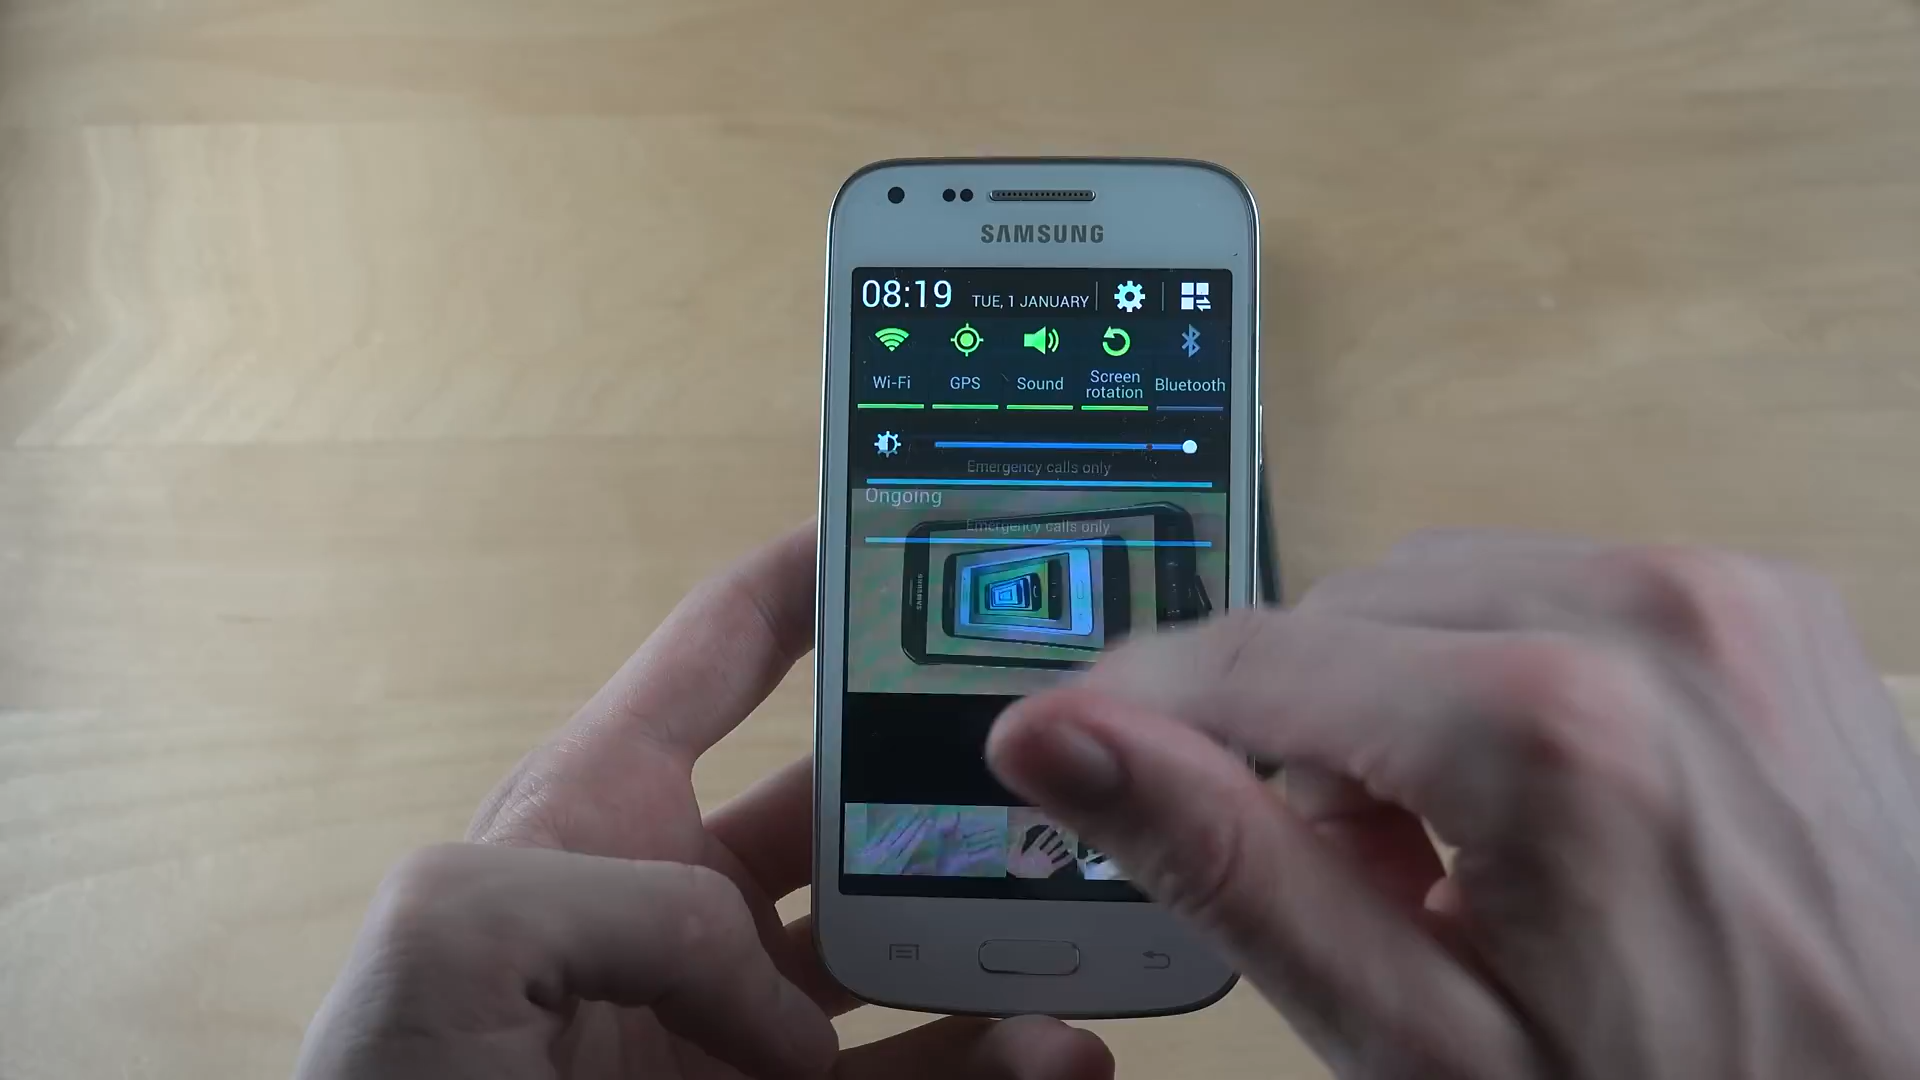 SAMSUNG
08:19 TUE, 1 JANUARY
Wi-Fi GPS Sound Screen rotation Bluetooth
Emergency calls only
Ongoing
Emergency calls only
SAMSUNG